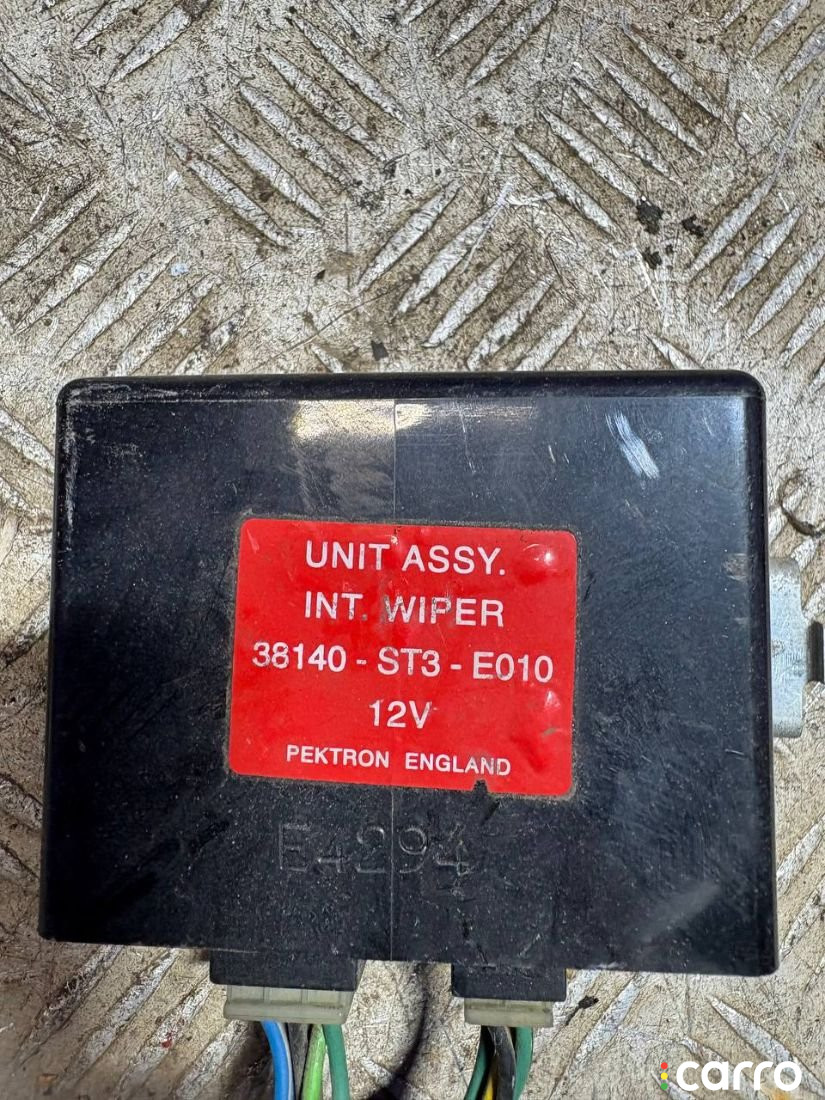 UNIT ASSY.
INT. WIPER
38140 - ST3 - E010
12V
PEKTRON ENGLAND
E4294
carro